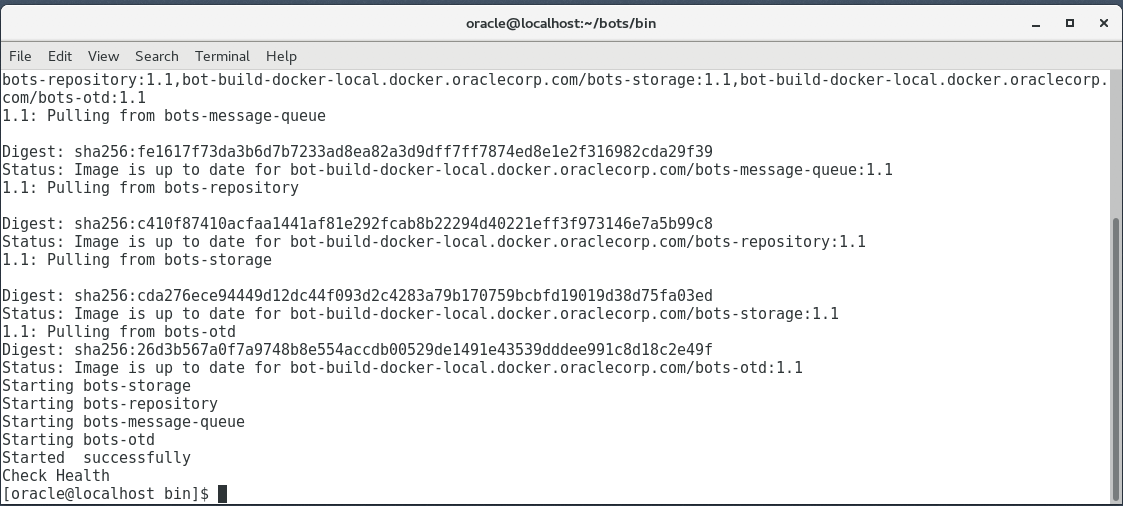 oracle@localhost:~/bots/bin
File Edit View Search Terminal Help
bots-repository:1.1,bot-build-docker-local.docker.oraclecorp.com/bots-storage:1.1,bot-build-docker-local.docker.oraclecorp.
com/bots-otd:1.1
1.1: Pulling from bots-message-queue
Digest: sha256:fe1617f73da3b6d7b7233ad8ea82a3d9dff7ff7874ed8e1e2f316982cda29f39
Status: Image is up to date for bot-build-docker-local.docker.oraclecorp.com/bots-message-queue:1.1
1.1: Pulling from bots-repository
Digest: sha256:c410f87410acfaa1441af81e292fcab8b22294d40221eff3f973146e7a5b99c8
Status: Image is up to date for bot-build-docker-local.docker.oraclecorp.com/bots-repository:1.1
1.1: Pulling from bots-storage
Digest: sha256:cda276ece94449d12dc44f093d2c4283a79b170759bcbfd19019d38d75fa03ed
Status: Image is up to date for bot-build-docker-local.docker.oraclecorp.com/bots-storage:1.1
1.1: Pulling from bots-otd
Digest: sha256:26d3b567a0f7a9748b8e554accdb00529de1491e43539dddee991c8d18c2e49f
Status: Image is up to date for bot-build-docker-local.docker.oraclecorp.com/bots-otd:1.1
Starting bots-storage
Starting bots-repository
Starting bots-message-queue
Starting bots-otd
Started  successfully
Check Health
[oracle@localhost bin]$